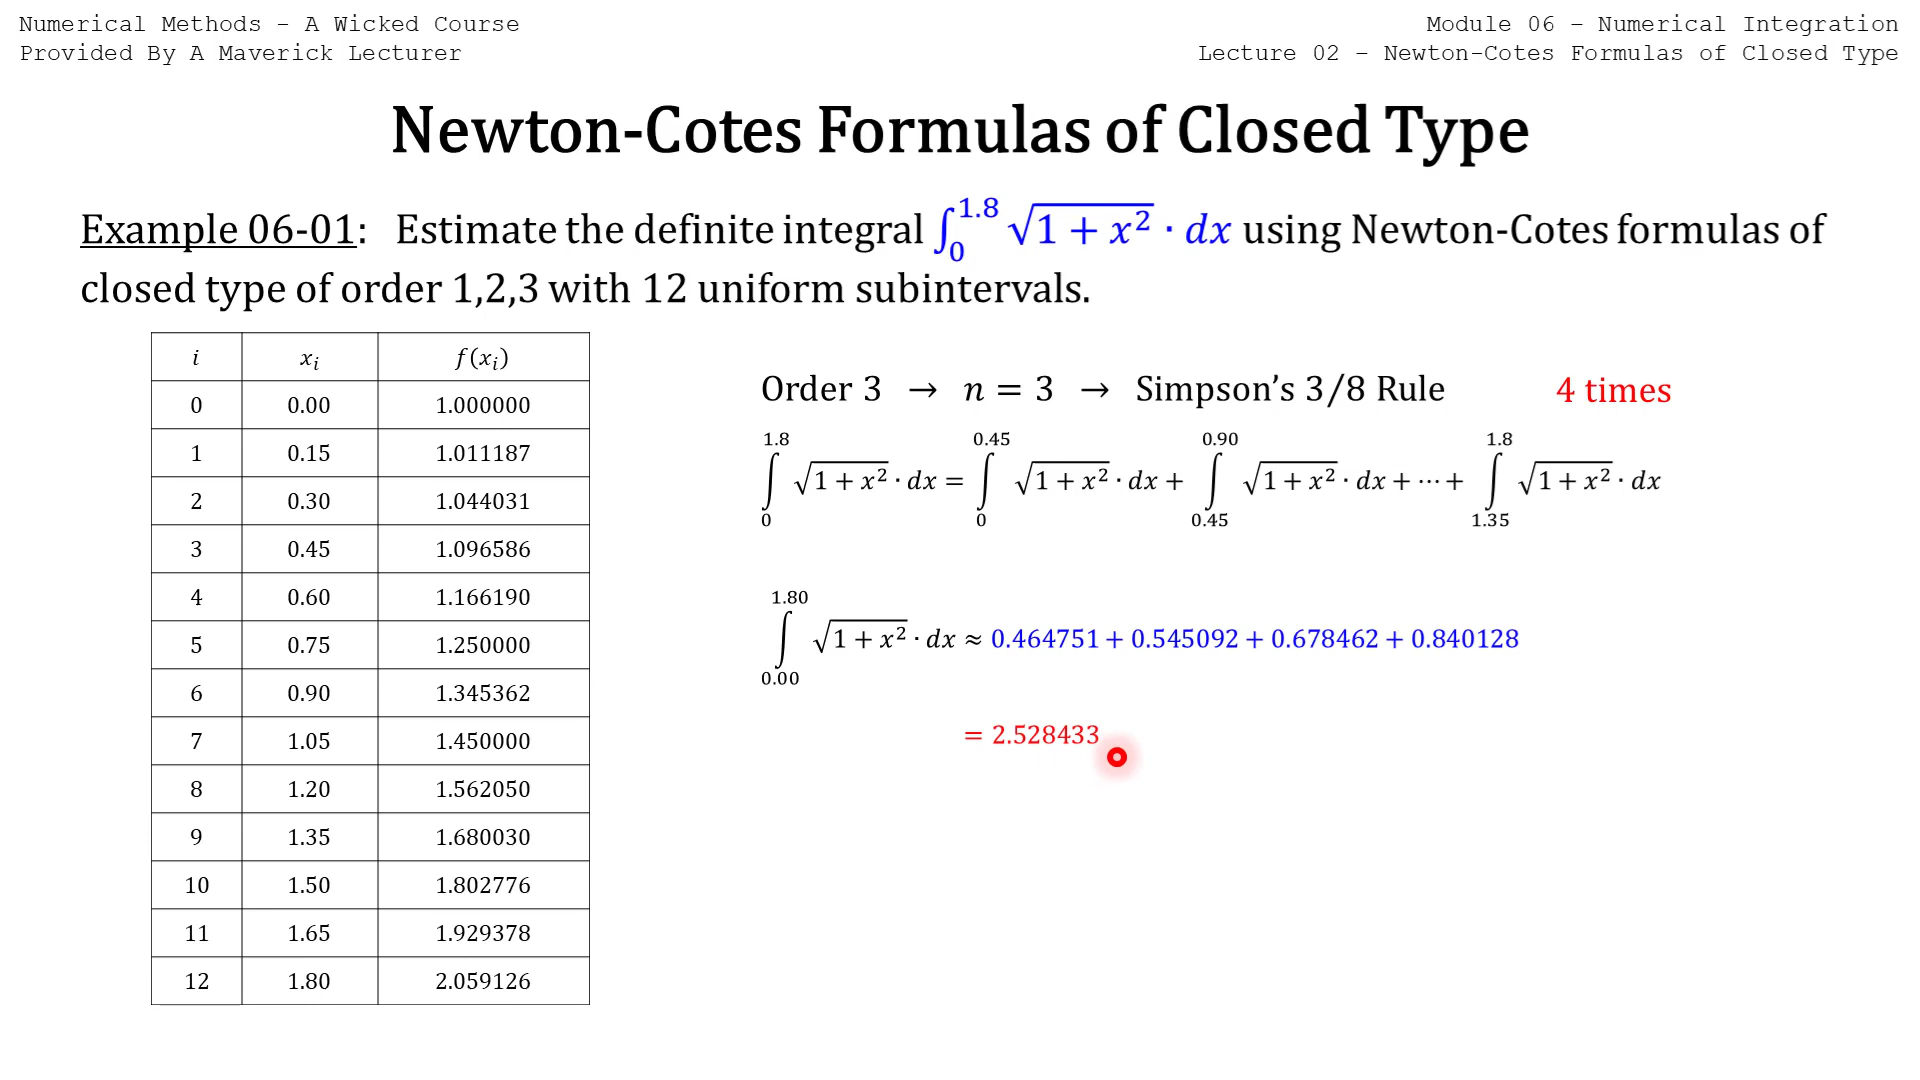 Numerical Methods - A Wicked Course
Provided By A Maverick Lecturer
Module 06 – Numerical Integration
Lecture 02 – Newton-Cotes Formulas of Closed Type
Newton-Cotes Formulas of Closed Type
Example 06-01: Estimate the definite integral ∫₀^1.8 √(1 + x²) · dx using Newton-Cotes formulas of
closed type of order 1,2,3 with 12 uniform subintervals.
i xᵢ f(xᵢ)
0 0.00 1.000000
1 0.15 1.011187
2 0.30 1.044031
3 0.45 1.096586
4 0.60 1.166190
5 0.75 1.250000
6 0.90 1.345362
7 1.05 1.450000
8 1.20 1.562050
9 1.35 1.680030
10 1.50 1.802776
11 1.65 1.929378
12 1.80 2.059126
Order 3 → n = 3 → Simpson’s 3/8 Rule 4 times
∫₀^1.8 √(1 + x²) · dx = ∫₀^0.45 √(1 + x²) · dx + ∫_0.45^0.90 √(1 + x²) · dx + ⋯ + ∫_1.35^1.8 √(1 + x²) · dx
∫_0.00^1.80 √(1 + x²) · dx ≈ 0.464751 + 0.545092 + 0.678462 + 0.840128
= 2.528433